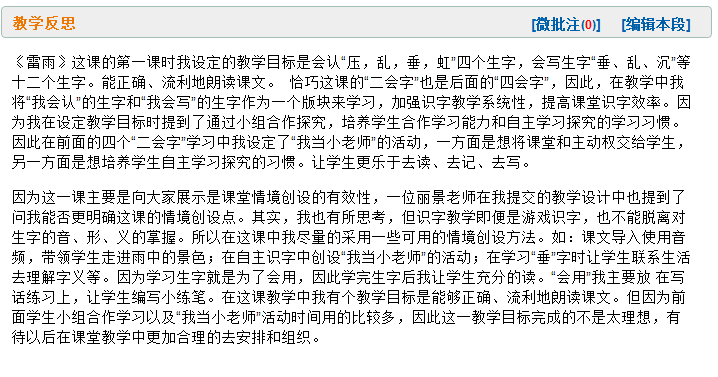 教学反思 [微批注(0)] [编辑本段]
《雷雨》这课的第一课时我设定的教学目标是会认“压，乱，垂，虹”四个生字，会写生字“垂、乱、沉”等
十二个生字。能正确、流利地朗读课文。 恰巧这课的“二会字”也是后面的“四会字”，因此，在教学中我
将“我会认”的生字和“我会写”的生字作为一个版块来学习，加强识字教学系统性，提高课堂识字效率。因
为我在设定教学目标时提到了通过小组合作探究，培养学生合作学习能力和自主学习探究的学习习惯。
因此在前面的四个“二会字”学习中我设定了“我当小老师”的活动，一方面是想将课堂和主动权交给学生，
另一方面是想培养学生自主学习探究的习惯。让学生更乐于去读、去记、去写。
因为这一课主要是向大家展示是课堂情境创设的有效性，一位丽景老师在我提交的教学设计中也提到了
问我能否更明确这课的情境创设点。其实，我也有所思考，但识字教学即便是游戏识字，也不能脱离对
生字的音、形、义的掌握。所以在这课中我尽量的采用一些可用的情境创设方法。如：课文导入使用音
频，带领学生走进雨中的景色；在自主识字中创设“我当小老师”的活动；在学习“垂”字时让学生联系生活
去理解字义等。因为学习生字就是为了会用，因此学完生字后我让学生充分的读。“会用”我主要放 在写
话练习上，让学生编写小练笔。在这课教学中我有个教学目标是能够正确、流利地朗读课文。但因为前
面学生小组合作学习以及“我当小老师”活动时间用的比较多，因此这一教学目标完成的不是太理想，有
待以后在课堂教学中更加合理的去安排和组织。